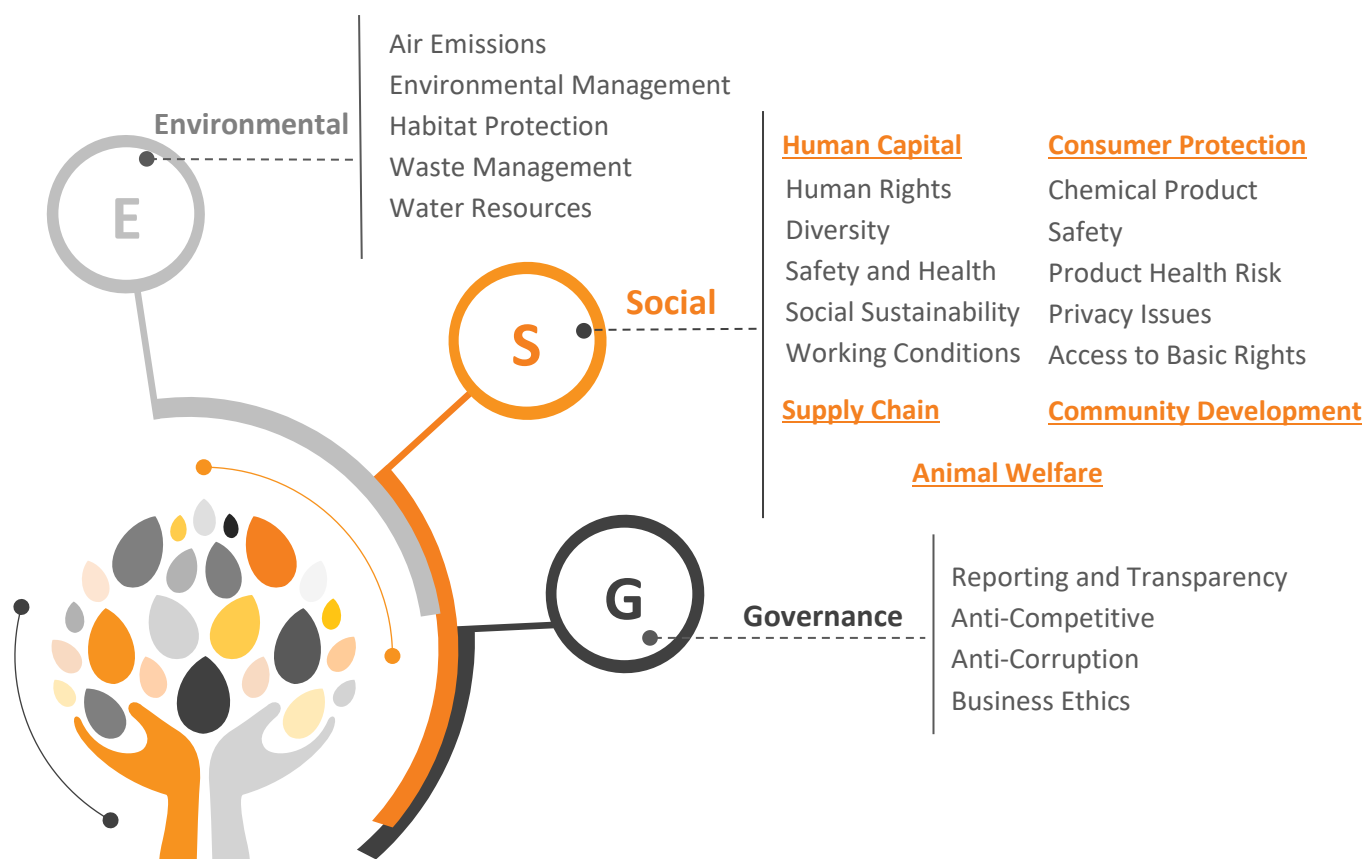 E
Environmental
Air Emissions
Environmental Management
Habitat Protection
Waste Management
Water Resources
S
Social
Human Capital
Human Rights
Diversity
Safety and Health
Social Sustainability
Working Conditions
Consumer Protection
Chemical Product
Safety
Product Health Risk
Privacy Issues
Access to Basic Rights
Supply Chain
Community Development
Animal Welfare
G
Governance
Reporting and Transparency
Anti-Competitive
Anti-Corruption
Business Ethics